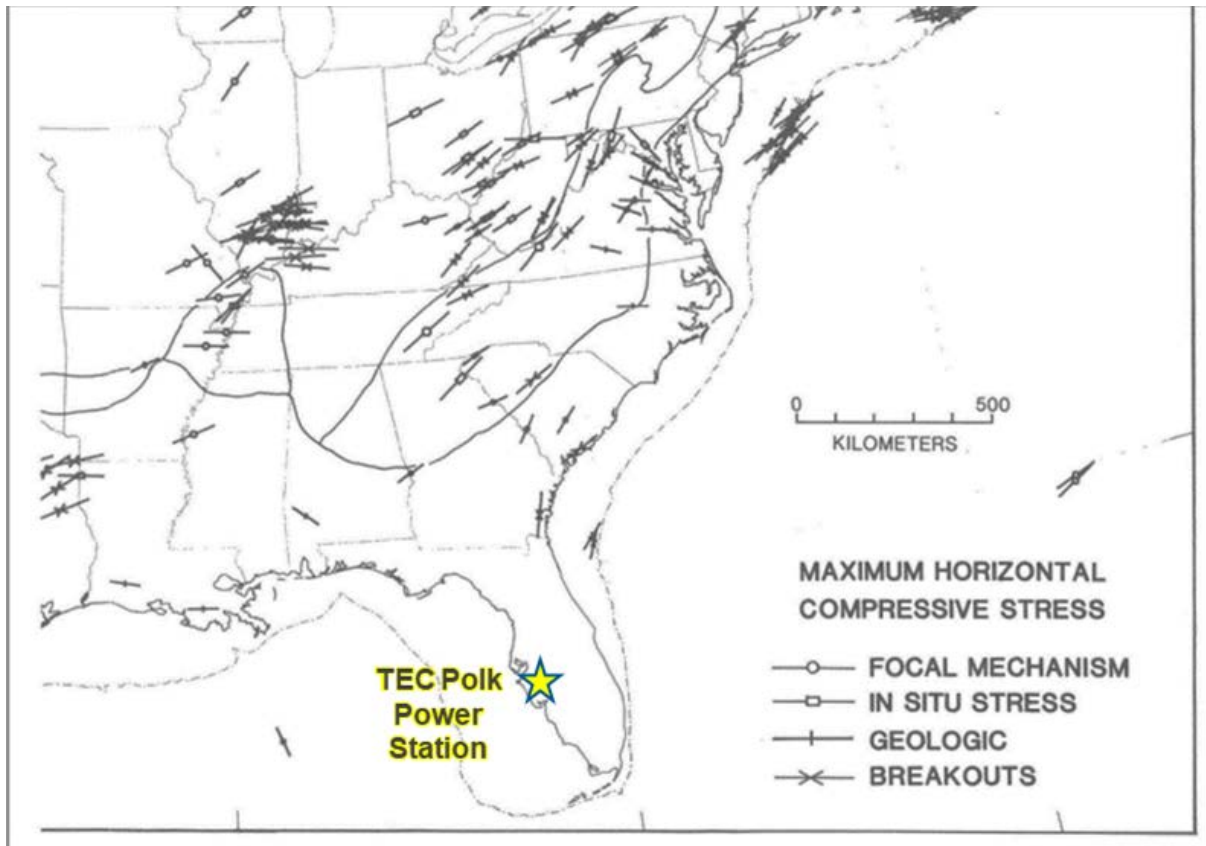 0 500
KILOMETERS
MAXIMUM HORIZONTAL
COMPRESSIVE STRESS
FOCAL MECHANISM
IN SITU STRESS
GEOLOGIC
BREAKOUTS
TEC Polk
Power
Station